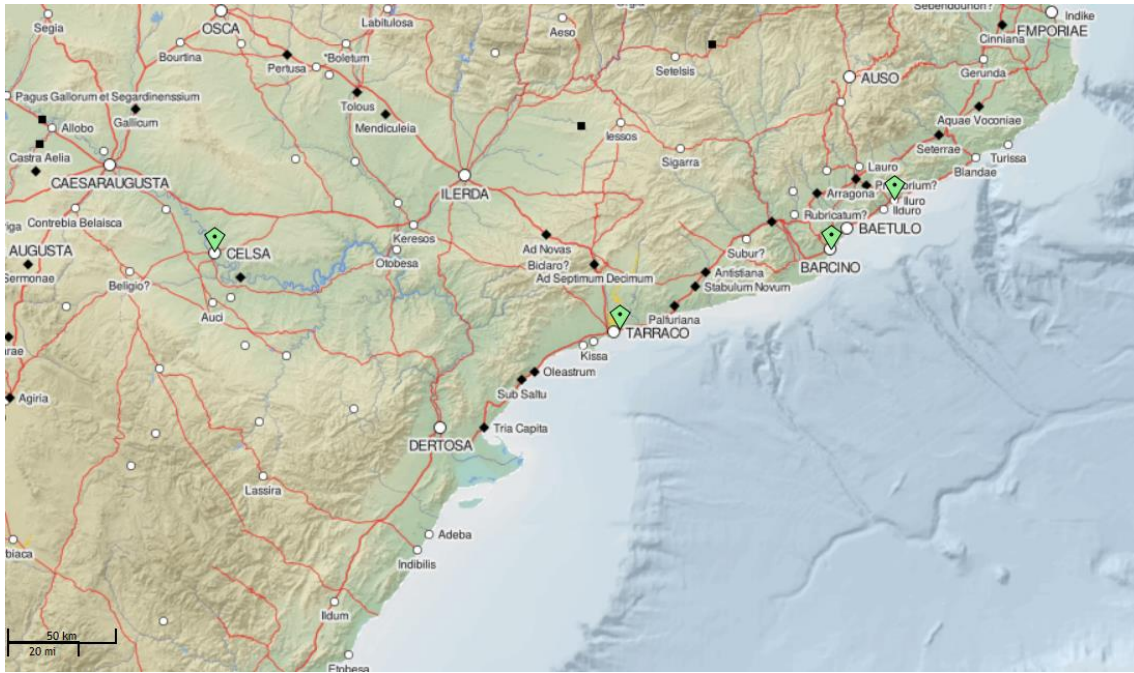 Segia
OSCA
Labitulosa
Aeso
Sebendounon?
Indike
Cinniana
EMPORIAE
Bourtina
Pertusa
*Boletum
Setelsis
Gerunda
AUSO
Pagus Gallorum et Segardinenssium
Tolous
Gallicum
Mendiculeia
Aquae Voconiae
Allobo
Iessos
Seterrae
Castra Aelia
Sigarra
Turissa
Lauro
Blandae
CAESARAUGUSTA
ILERDA
Arragona
Iluro
Ilduro
Contrebia Belaisca
Rubricatum?
BAETULO
Keresos
AUGUSTA
CELSA
Ad Novas
Subur?
Otobesa
Biclaro?
BARCINO
Sermonae
Ad Septimum Decimum
Antistiana
Beligio?
Stabulum Novum
Auci
Palfuriana
TARRACO
Kissa
Oleastrum
Agiria
Sub Saltu
Tria Capita
DERTOSA
Lassira
Adeba
Indibilis
Ildum
50 km
20 mi
Etobesa